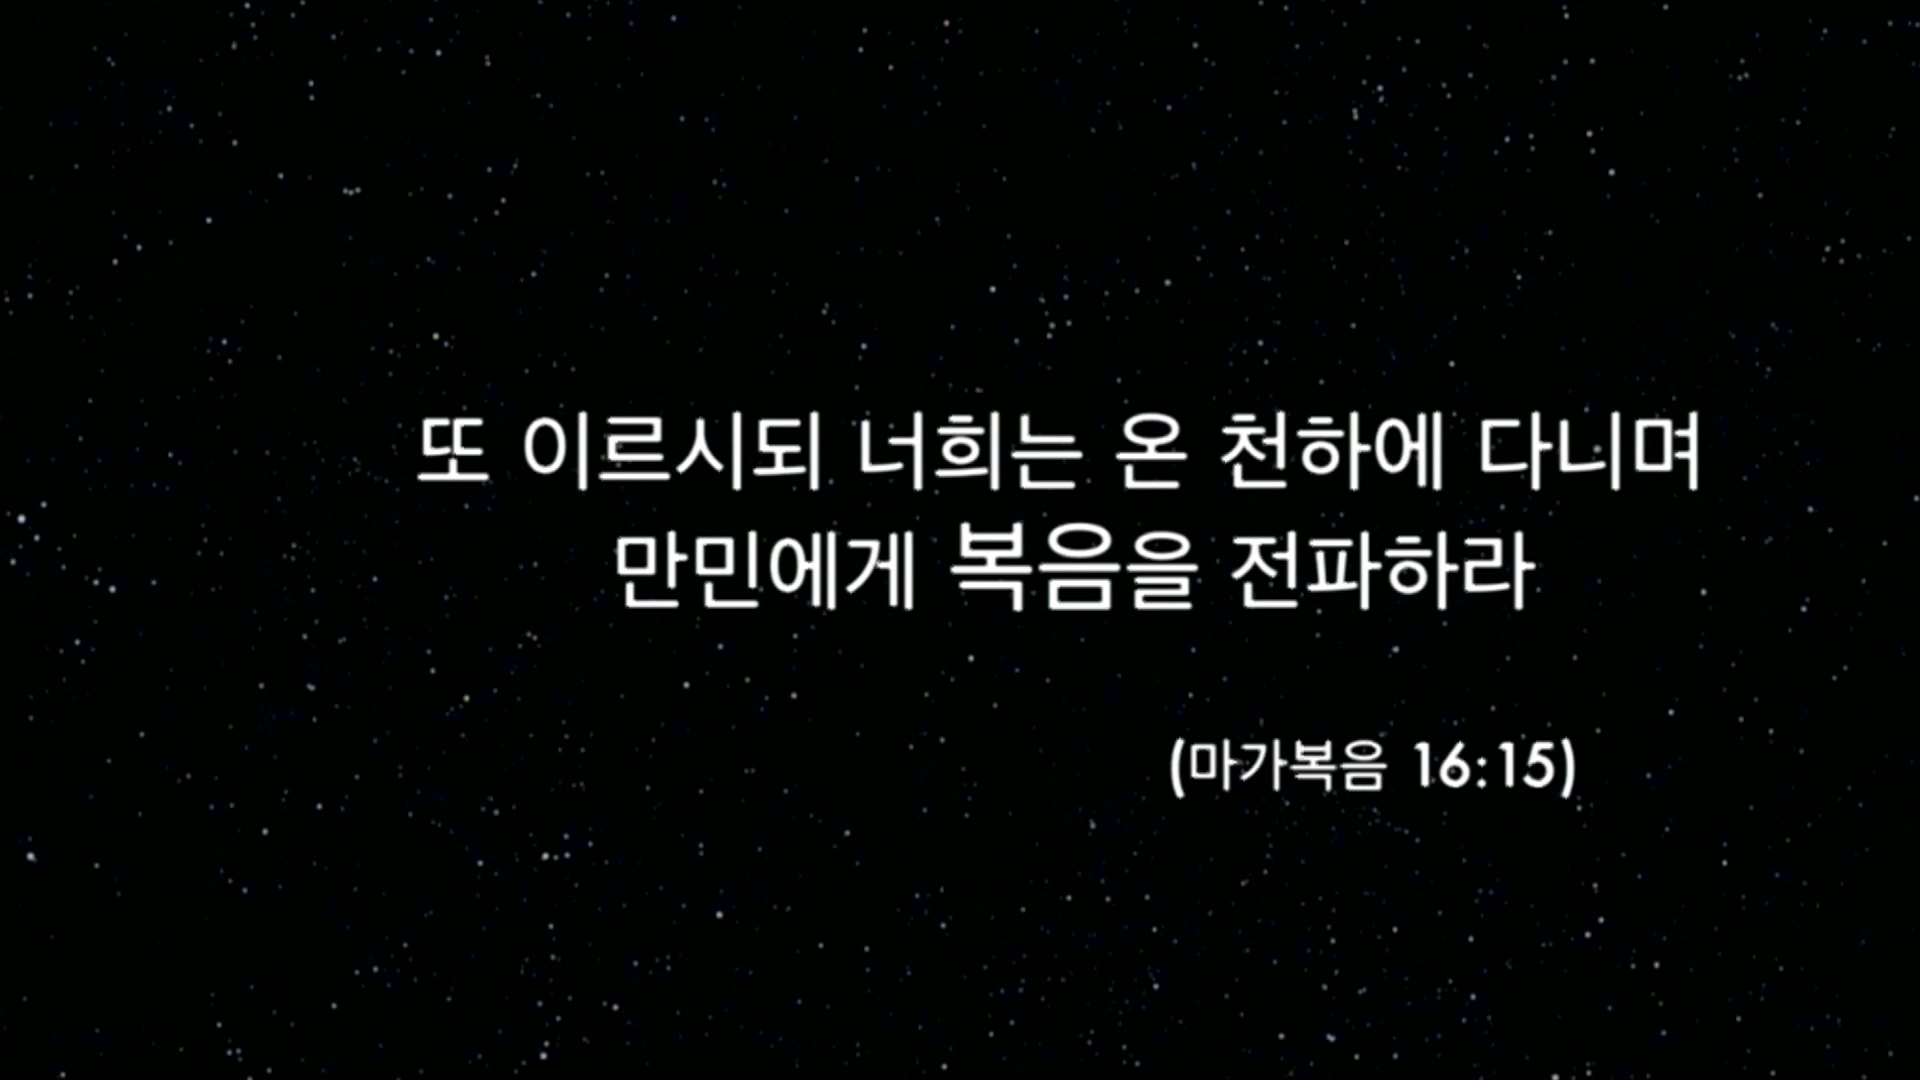 또 이르시되 너희는 온 천하에 다니며
만민에게 복음을 전파하라
(마가복음 16:15)